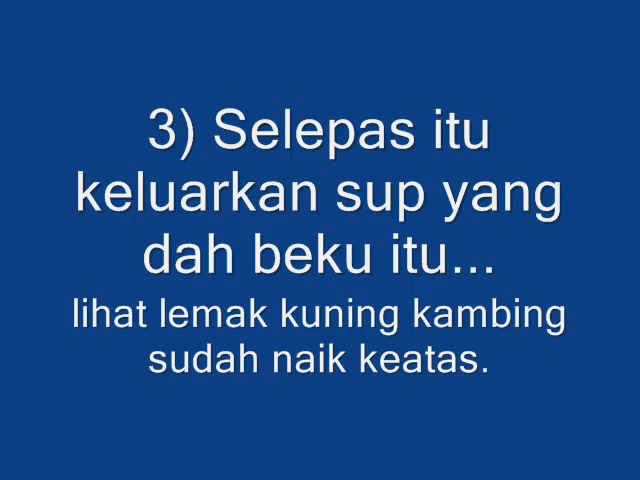 3) Selepas itu
keluarkan sup yang
dah beku itu...
lihat lemak kuning kambing
sudah naik keatas.